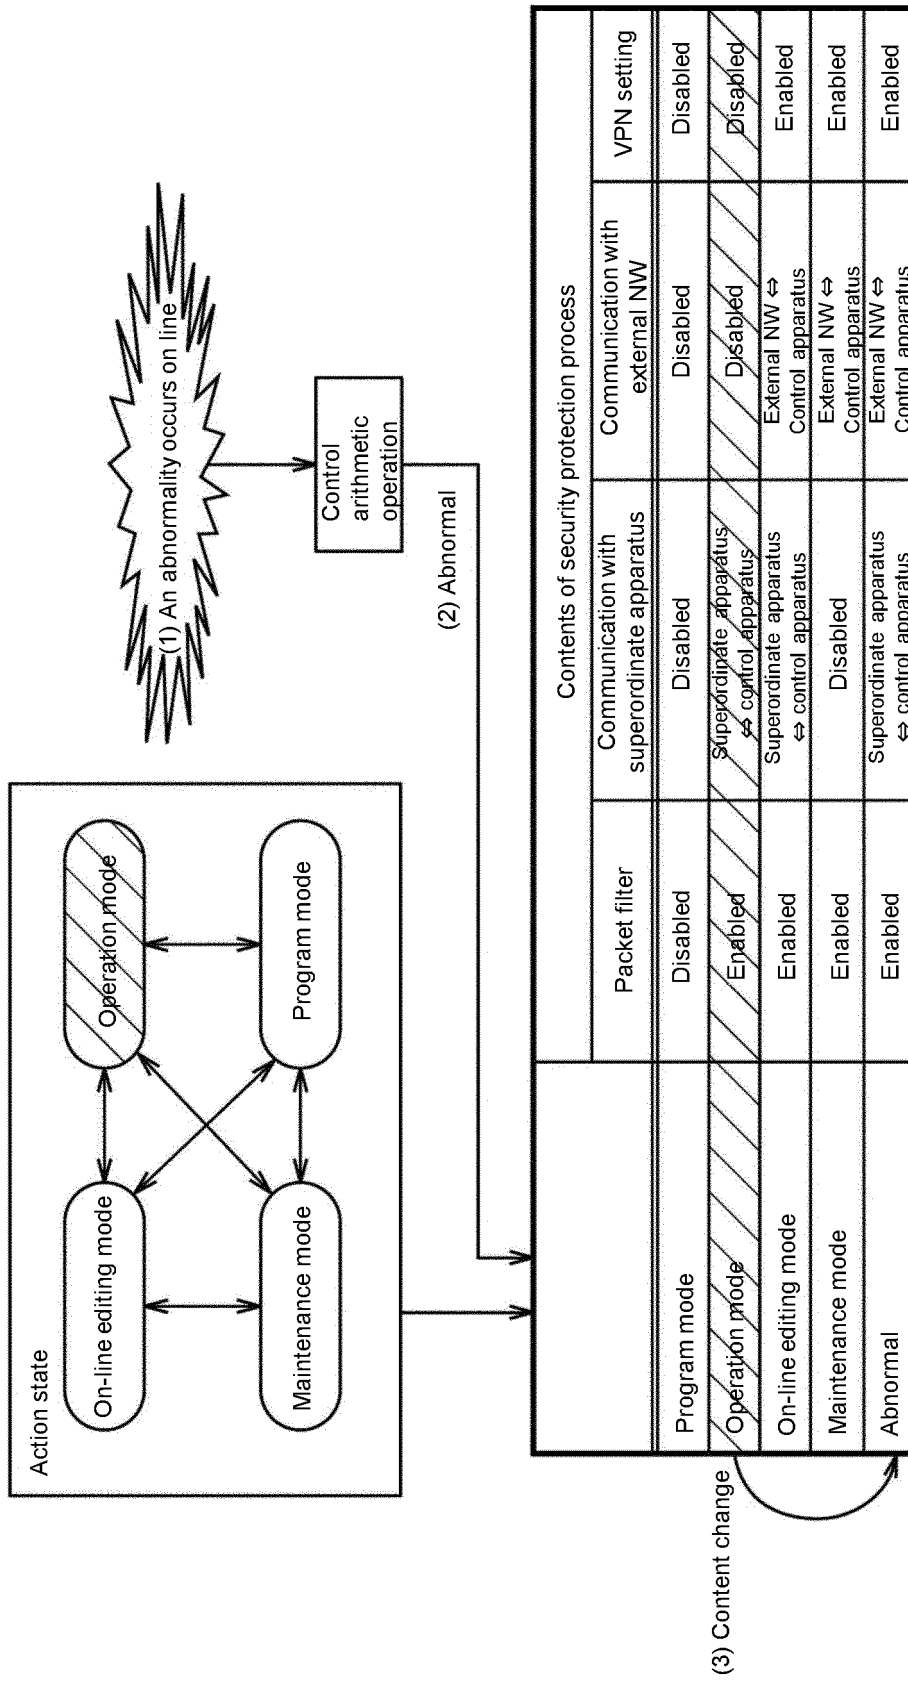 Action state
On-line editing mode
Operation mode
Maintenance mode
Program mode
(1) An abnormality occurs on line
Control
arithmetic
operation
(2) Abnormal
Contents of security protection process
Packet filter
Communication with
superordinate apparatus
Communication with
external NW
VPN setting
Program mode
Disabled
Disabled
Disabled
Disabled
Operation mode
Enabled
Superordinate apparatus
⇔ control apparatus
Disabled
Disabled
On-line editing mode
Enabled
Superordinate apparatus
⇔ control apparatus
External NW ⇔
Control apparatus
Enabled
Maintenance mode
Enabled
Disabled
External NW ⇔
Control apparatus
Enabled
Abnormal
Enabled
Superordinate apparatus
⇔ control apparatus
External NW ⇔
Control apparatus
Enabled
(3) Content change